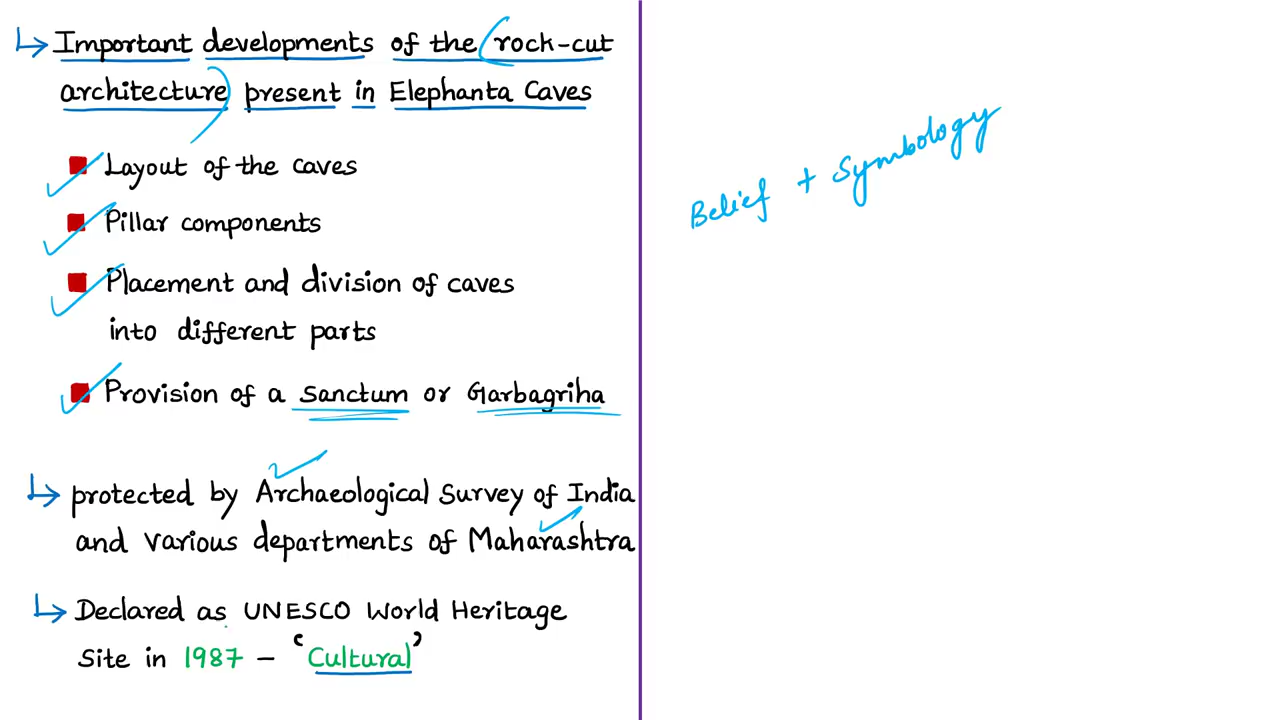 ↳ Important developments of the (rock-cut
architecture) present in Elephanta Caves
Layout of the caves
Pillar components
Placement and division of caves
into different parts
Provision of a sanctum or Garbagriha
↳ protected by Archaeological Survey of India
and various departments of Maharashtra
↳ Declared as UNESCO World Heritage
Site in 1987 – ‘Cultural’
Belief + Symbology